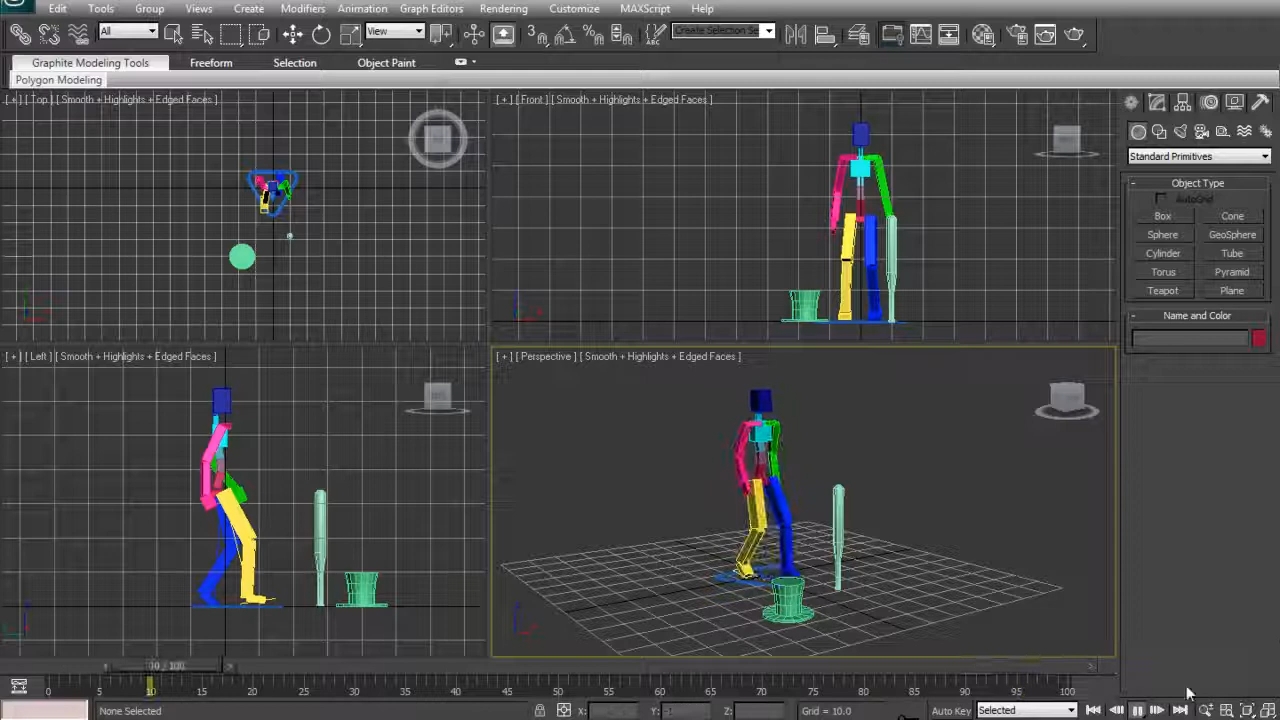 Edit Tools Group Views Create Modifiers Animation Graph Editors Rendering Customize MAXScript Help
All View Create Selection Se
Graphite Modeling Tools Freeform Selection Object Paint
Polygon Modeling
[ + ] [ Top ] [ Smooth + Highlights + Edged Faces ]
[ + ] [ Front ] [ Smooth + Highlights + Edged Faces ]
Standard Primitives
Object Type
AutoGrid
Box Cone
Sphere GeoSphere
Cylinder Tube
Torus Pyramid
Teapot Plane
Name and Color
[ + ] [ Left ] [ Smooth + Highlights + Edged Faces ]
[ + ] [ Perspective ] [ Smooth + Highlights + Edged Faces ]
0 5 10 15 20 25 30 35 40 45 50 55 60 65 70 75 80 85 90 95 100
None Selected X: Y: Z: Grid = 10.0 Auto Key Selected